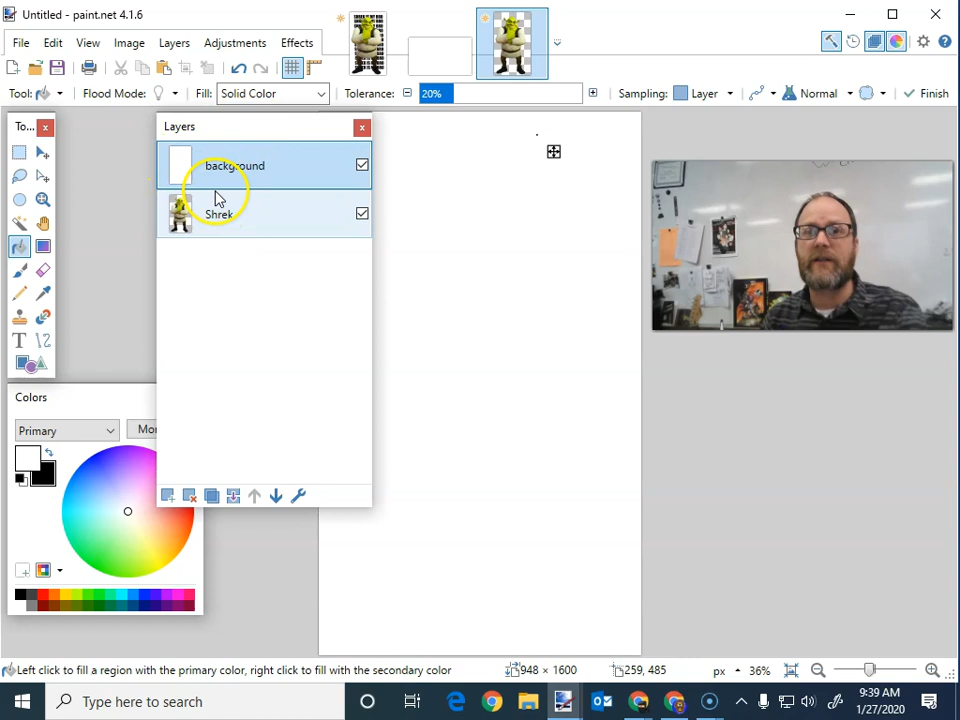 Untitled - paint.net 4.1.6
File Edit View Image Layers Adjustments Effects
Tool: Flood Mode: Fill: Solid Color Tolerance: 20% Sampling: Layer Normal Finish
To... Layers
background
Shrek
Colors
Primary Mor
Left click to fill a region with the primary color, right click to fill with the secondary color 948 × 1600 259, 485 px 36%
Type here to search
9:39 AM
1/27/2020